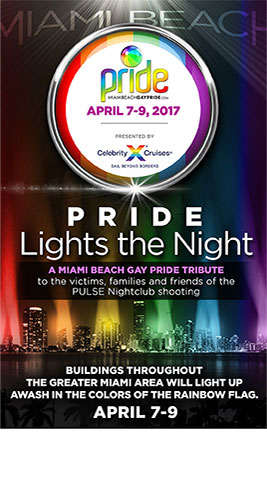 MIAMI BEACH
pride
MIAMIBEACHGAYPRIDE.COM
APRIL 7-9, 2017
PRESENTED BY
Celebrity X Cruises®
SAIL BEYOND BORDERS
PRIDE
Lights the Night
A MIAMI BEACH GAY PRIDE TRIBUTE
to the victims, families and friends of the
PULSE Nightclub shooting
BUILDINGS THROUGHOUT
THE GREATER MIAMI AREA WILL LIGHT UP
AWASH IN THE COLORS OF THE RAINBOW FLAG.
APRIL 7-9